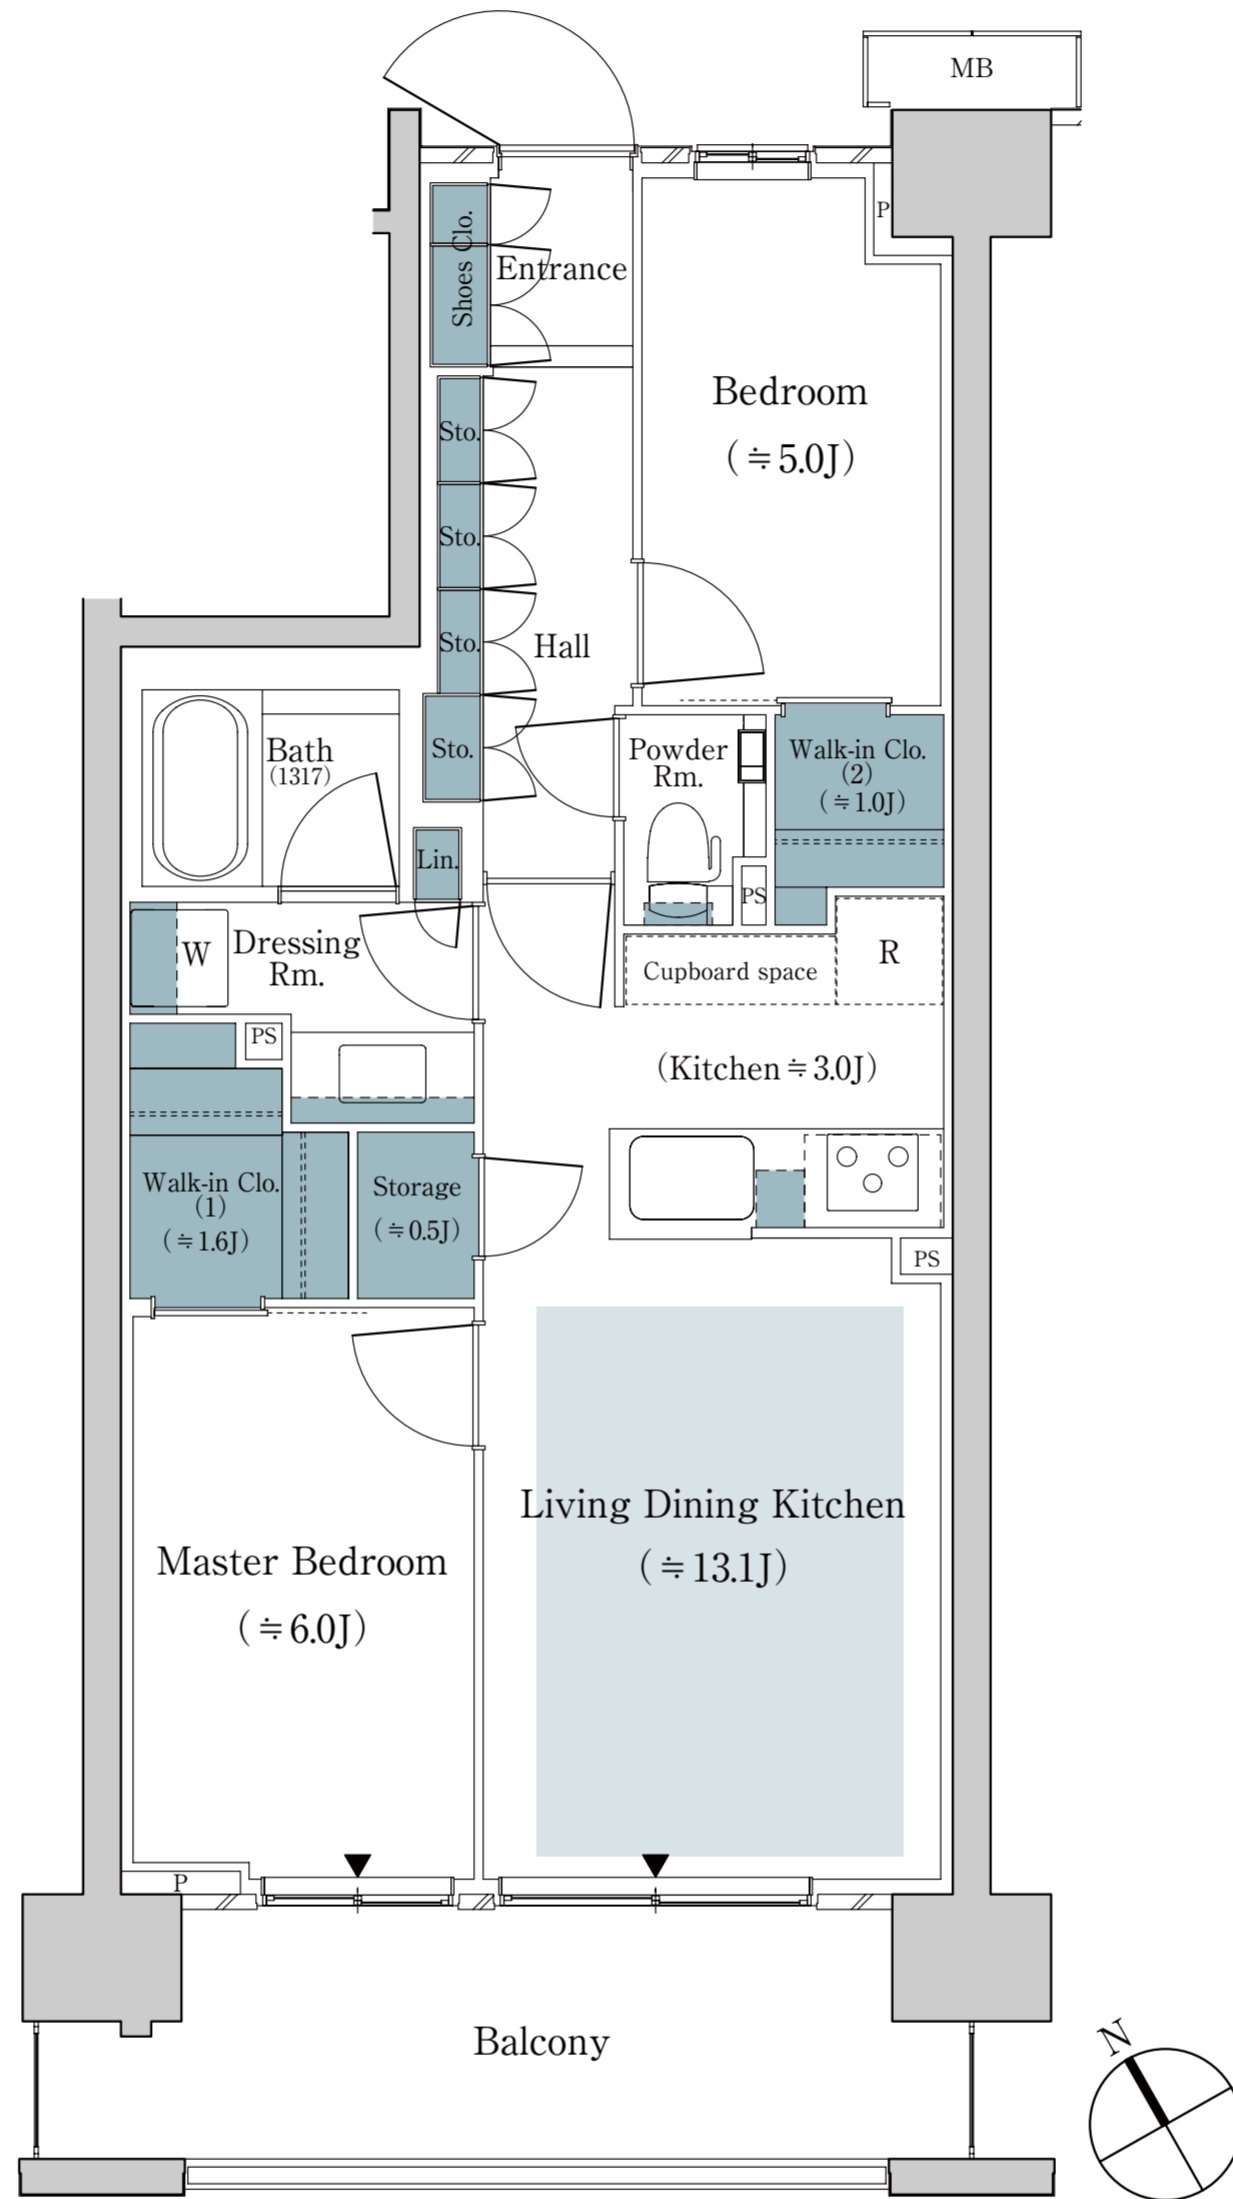 MB
P
Shoes Clo.
Entrance
Bedroom
(≒5.0J)
Sto.
Sto.
Sto.
Hall
Sto.
Bath
(1317)
Powder
Rm.
Walk-in Clo.
(2)
(≒1.0J)
Lin.
PS
W
Dressing
Rm.
Cupboard space
R
PS
(Kitchen≒3.0J)
Walk-in Clo.
(1)
(≒1.6J)
Storage
(≒0.5J)
PS
Living Dining Kitchen
(≒13.1J)
Master Bedroom
(≒6.0J)
P
Balcony
N